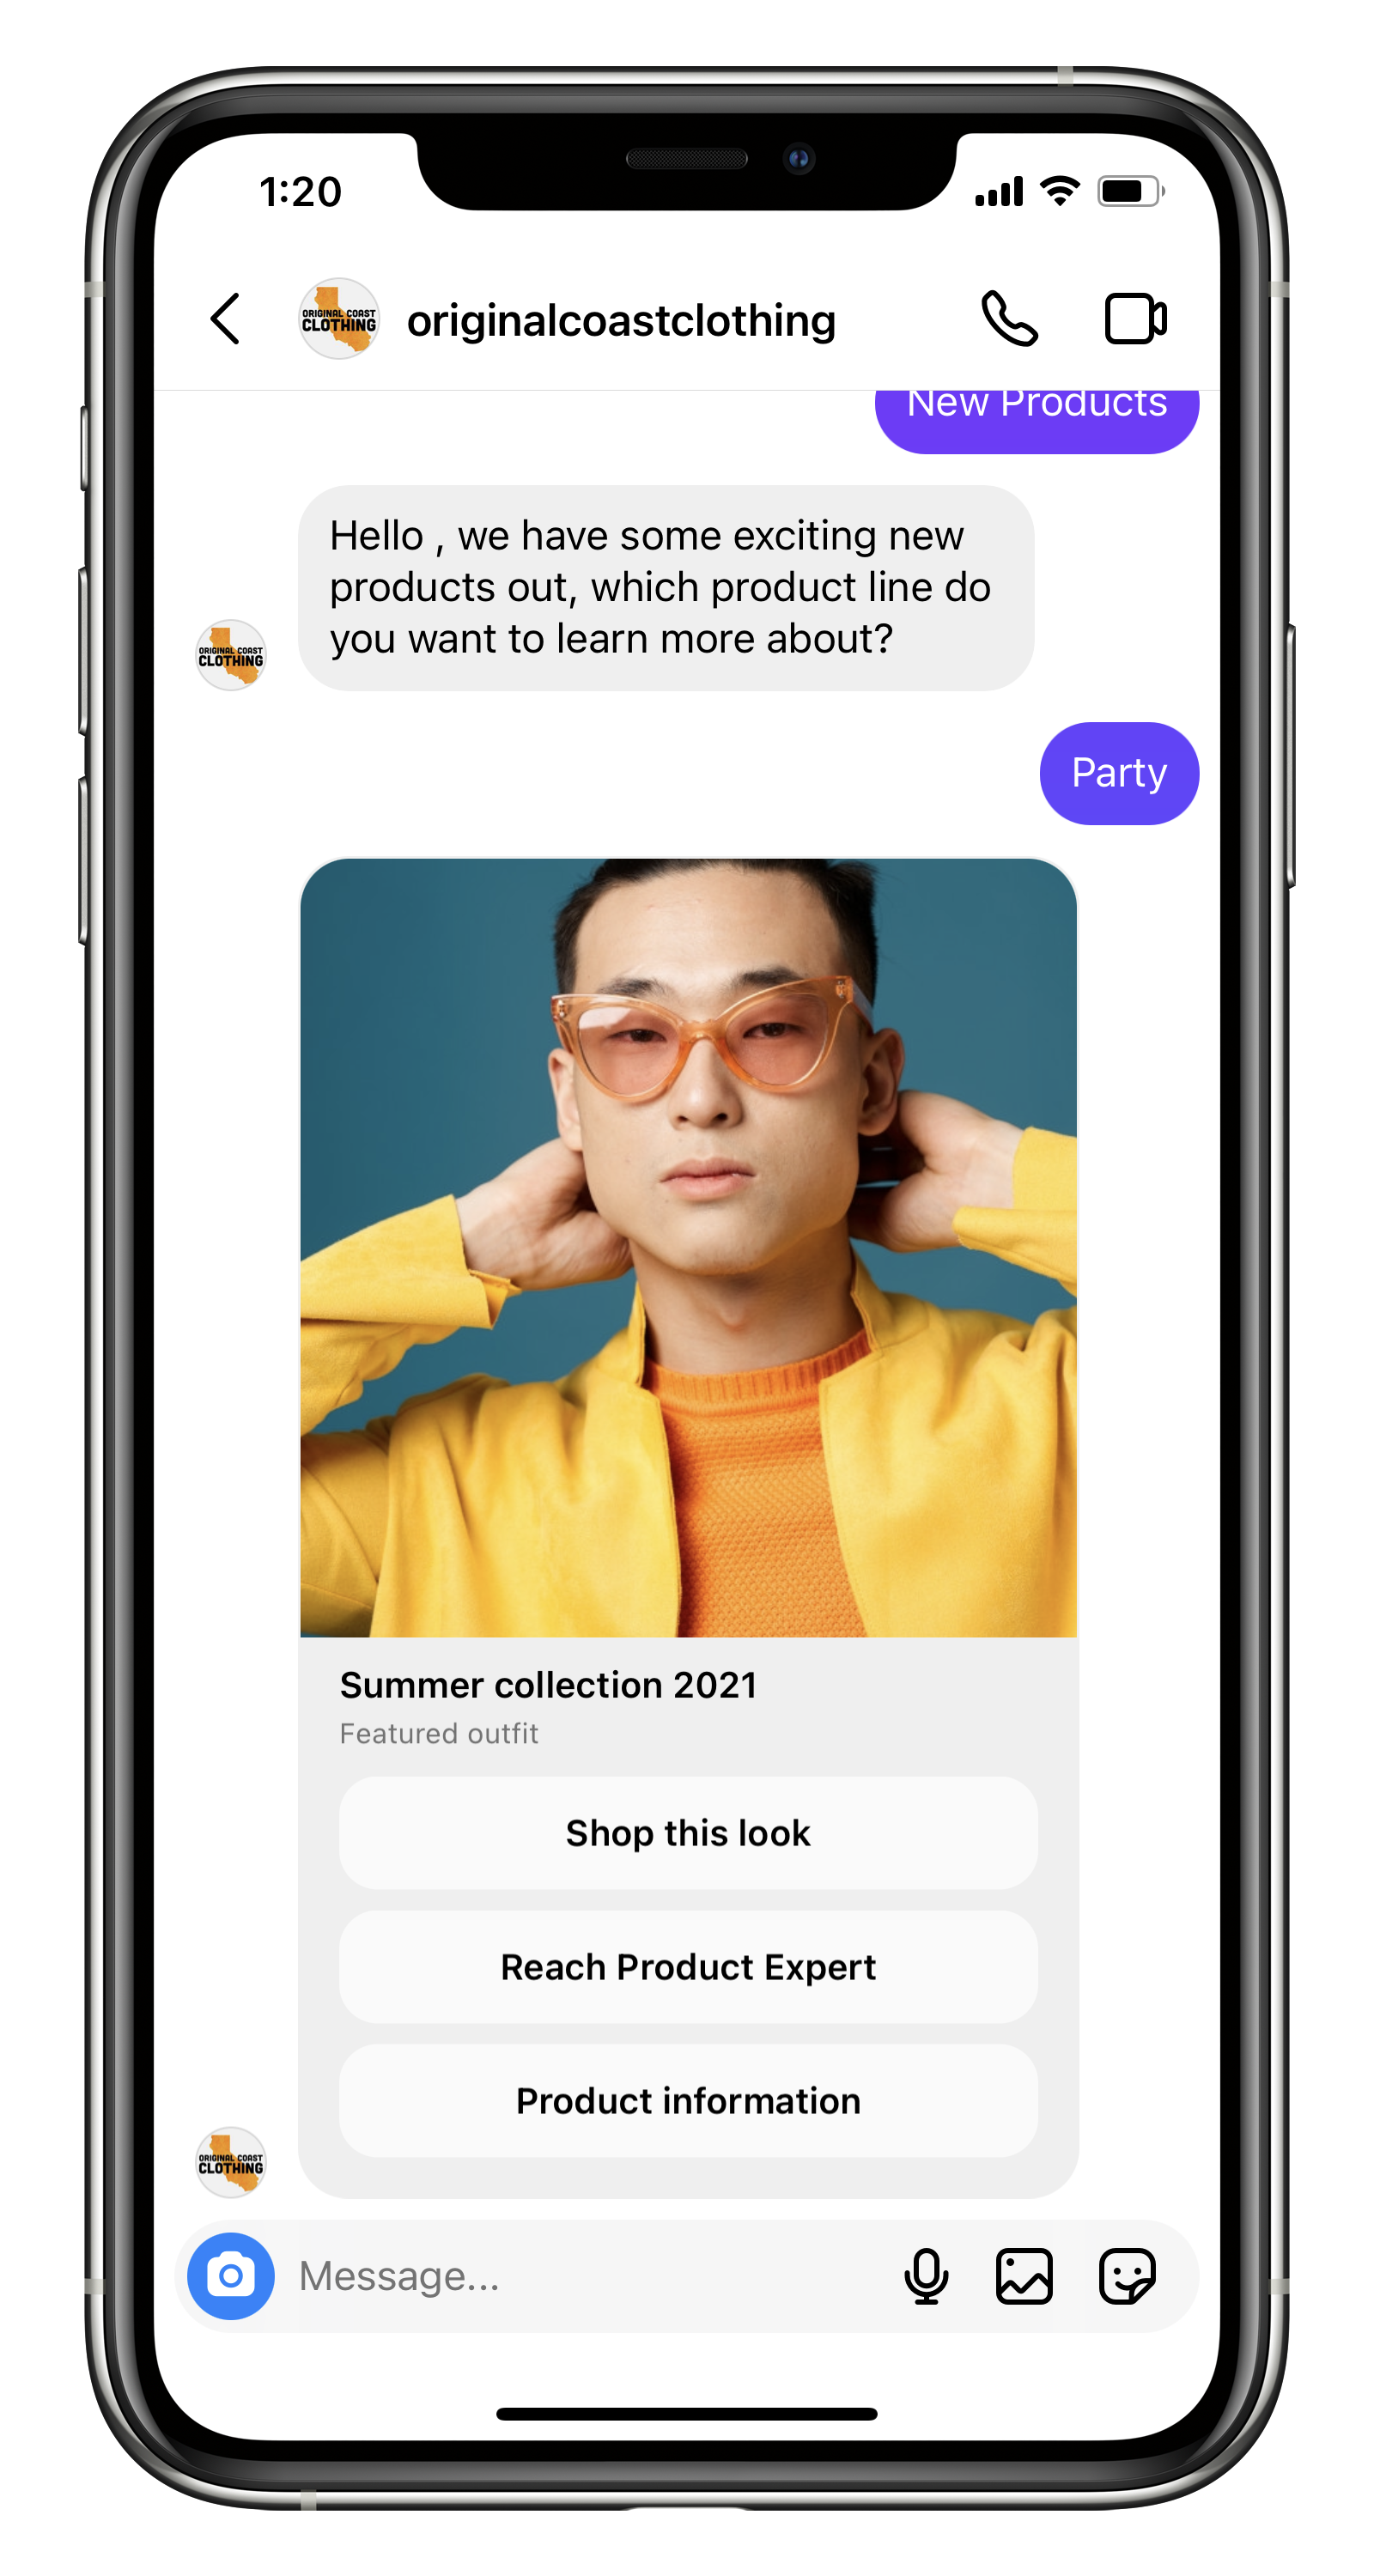 1:20
ORIGINAL COAST
CLOTHING
originalcoastclothing
New Products
Hello , we have some exciting new
products out, which product line do
you want to learn more about?
ORIGINAL COAST
CLOTHING
Party
Summer collection 2021
Featured outfit
Shop this look
Reach Product Expert
Product information
ORIGINAL COAST
CLOTHING
Message...